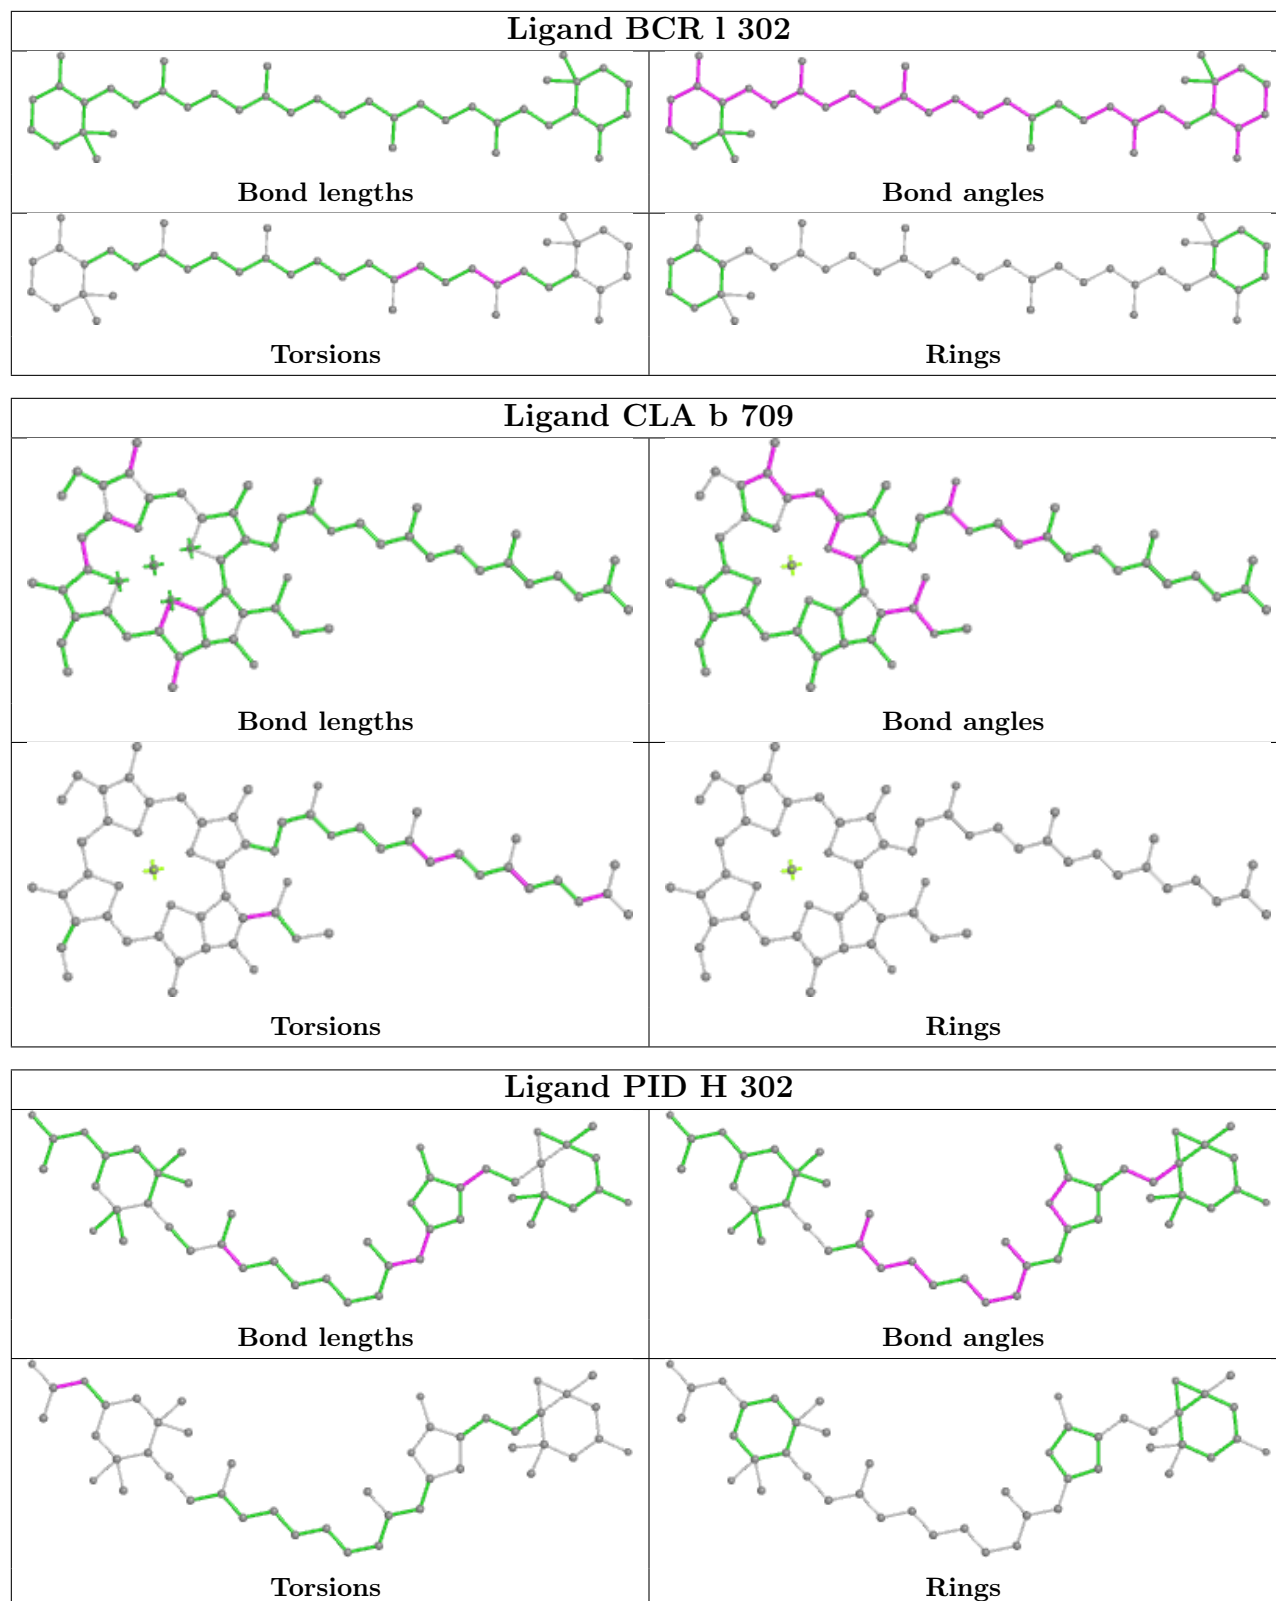 Ligand BCR l 302
Bond lengths
Bond angles
Torsions
Rings
Ligand CLA b 709
Bond lengths
Bond angles
Torsions
Rings
Ligand PID H 302
Bond lengths
Bond angles
Torsions
Rings